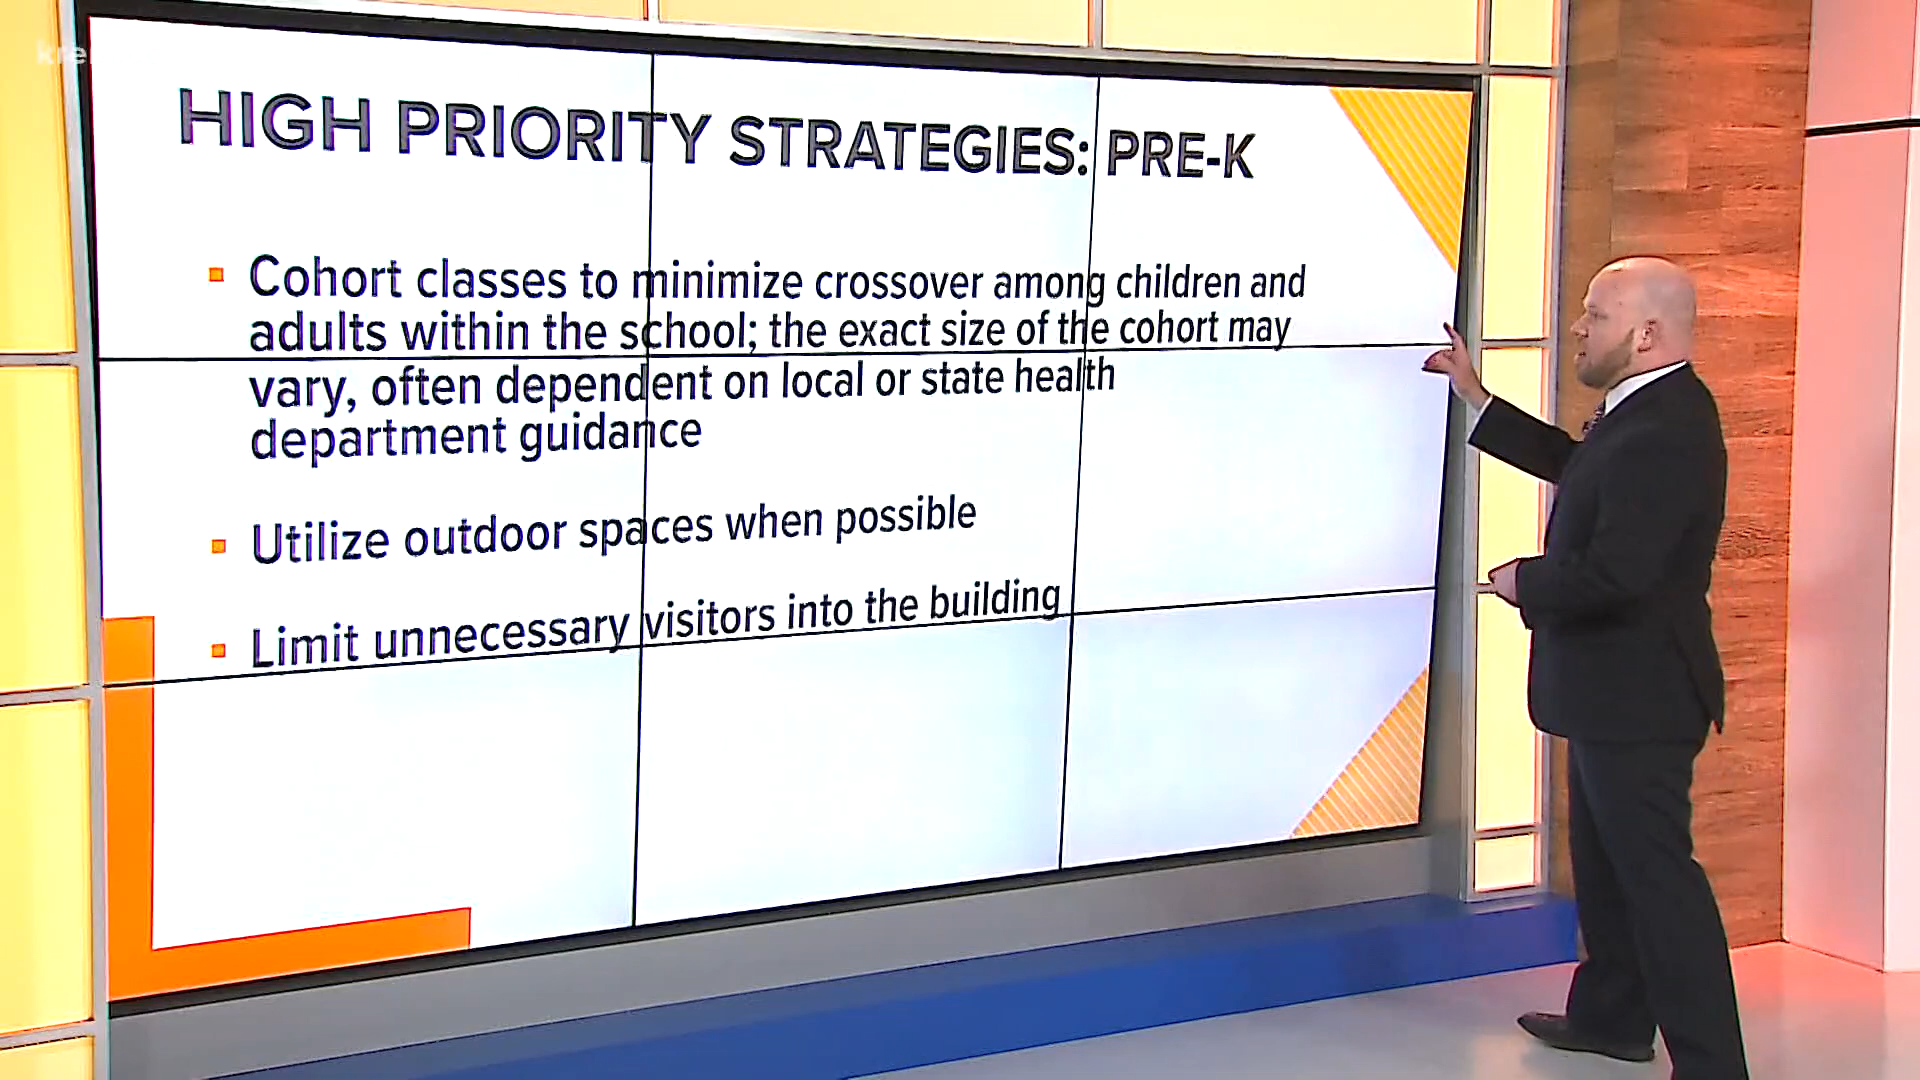 HIGH PRIORITY STRATEGIES: PRE-K
Cohort classes to minimize crossover among children and
adults within the school; the exact size of the cohort may
vary, often dependent on local or state health
department guidance
Utilize outdoor spaces when possible
Limit unnecessary visitors into the building